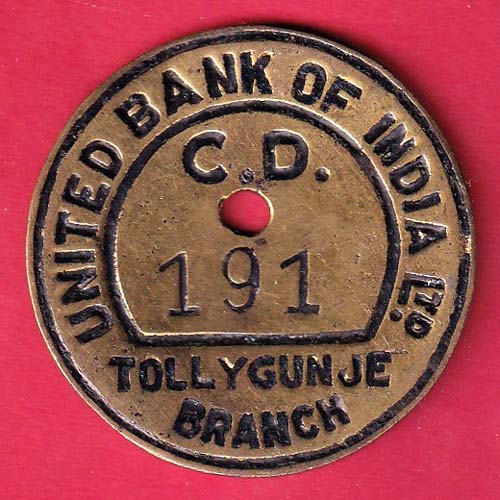 UNITED BANK OF INDIA LTD.
C.D.
191
TOLLYGUNJE
BRANCH